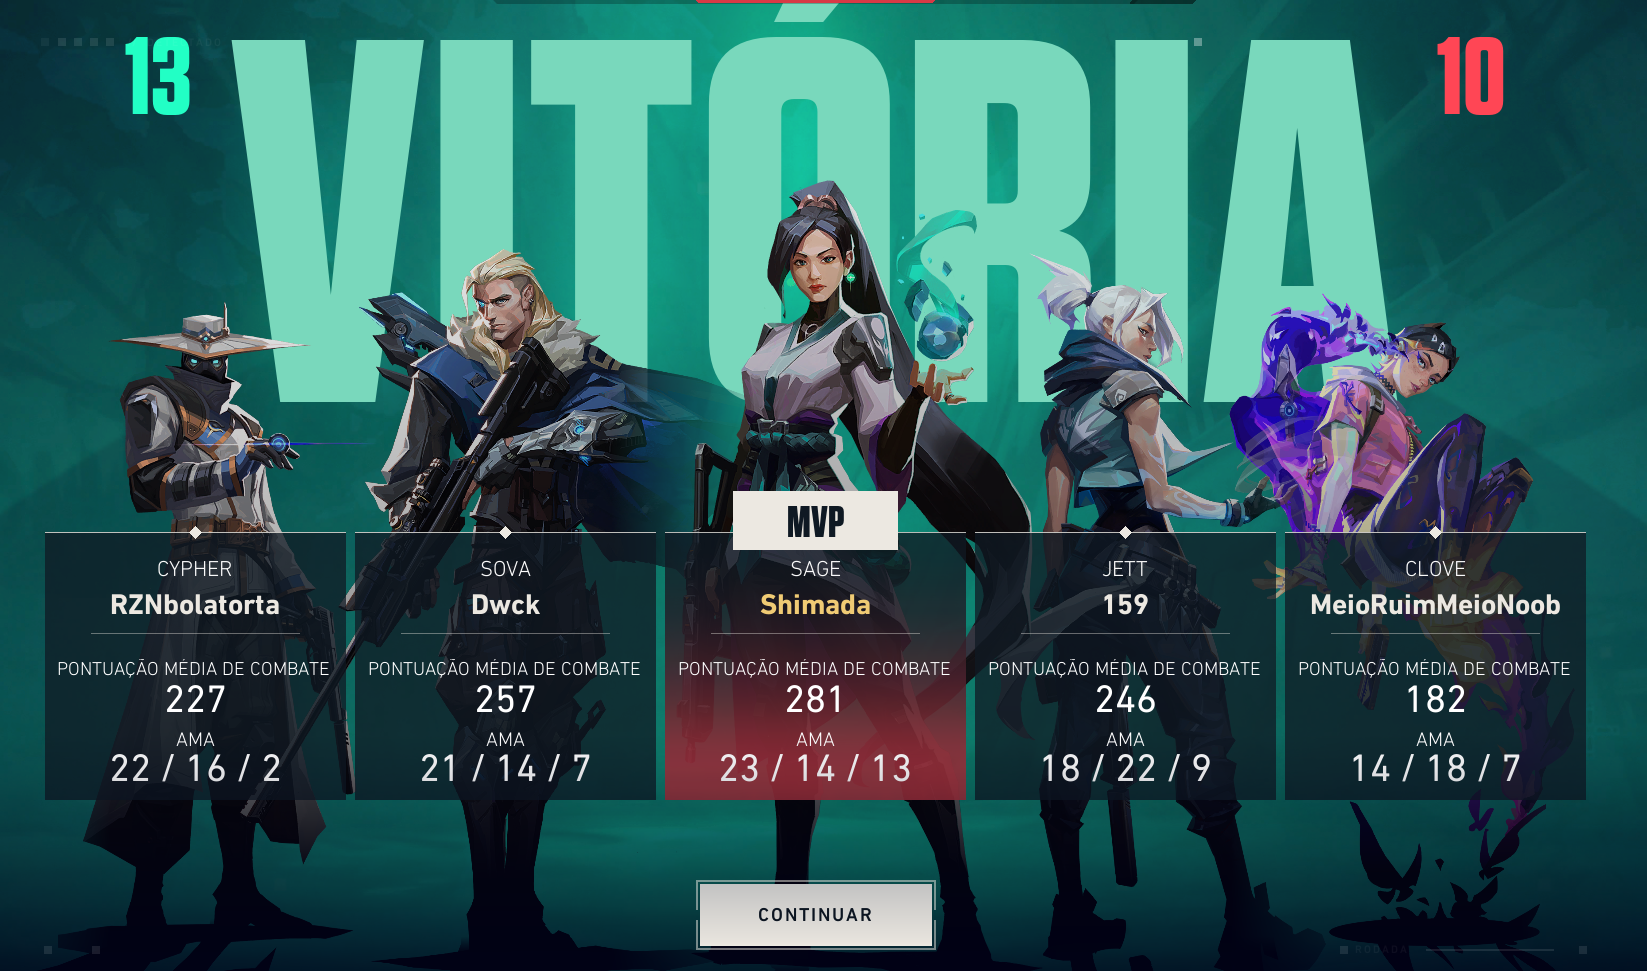 13
VITÓRIA
10
MVP
CYPHER
RZNbolatorta
PONTUAÇÃO MÉDIA DE COMBATE
227
AMA
22 / 16 / 2
SOVA
Dwck
PONTUAÇÃO MÉDIA DE COMBATE
257
AMA
21 / 14 / 7
SAGE
Shimada
PONTUAÇÃO MÉDIA DE COMBATE
281
AMA
23 / 14 / 13
JETT
159
PONTUAÇÃO MÉDIA DE COMBATE
246
AMA
18 / 22 / 9
CLOVE
MeioRuimMeioNoob
PONTUAÇÃO MÉDIA DE COMBATE
182
AMA
14 / 18 / 7
CONTINUAR
RODADA